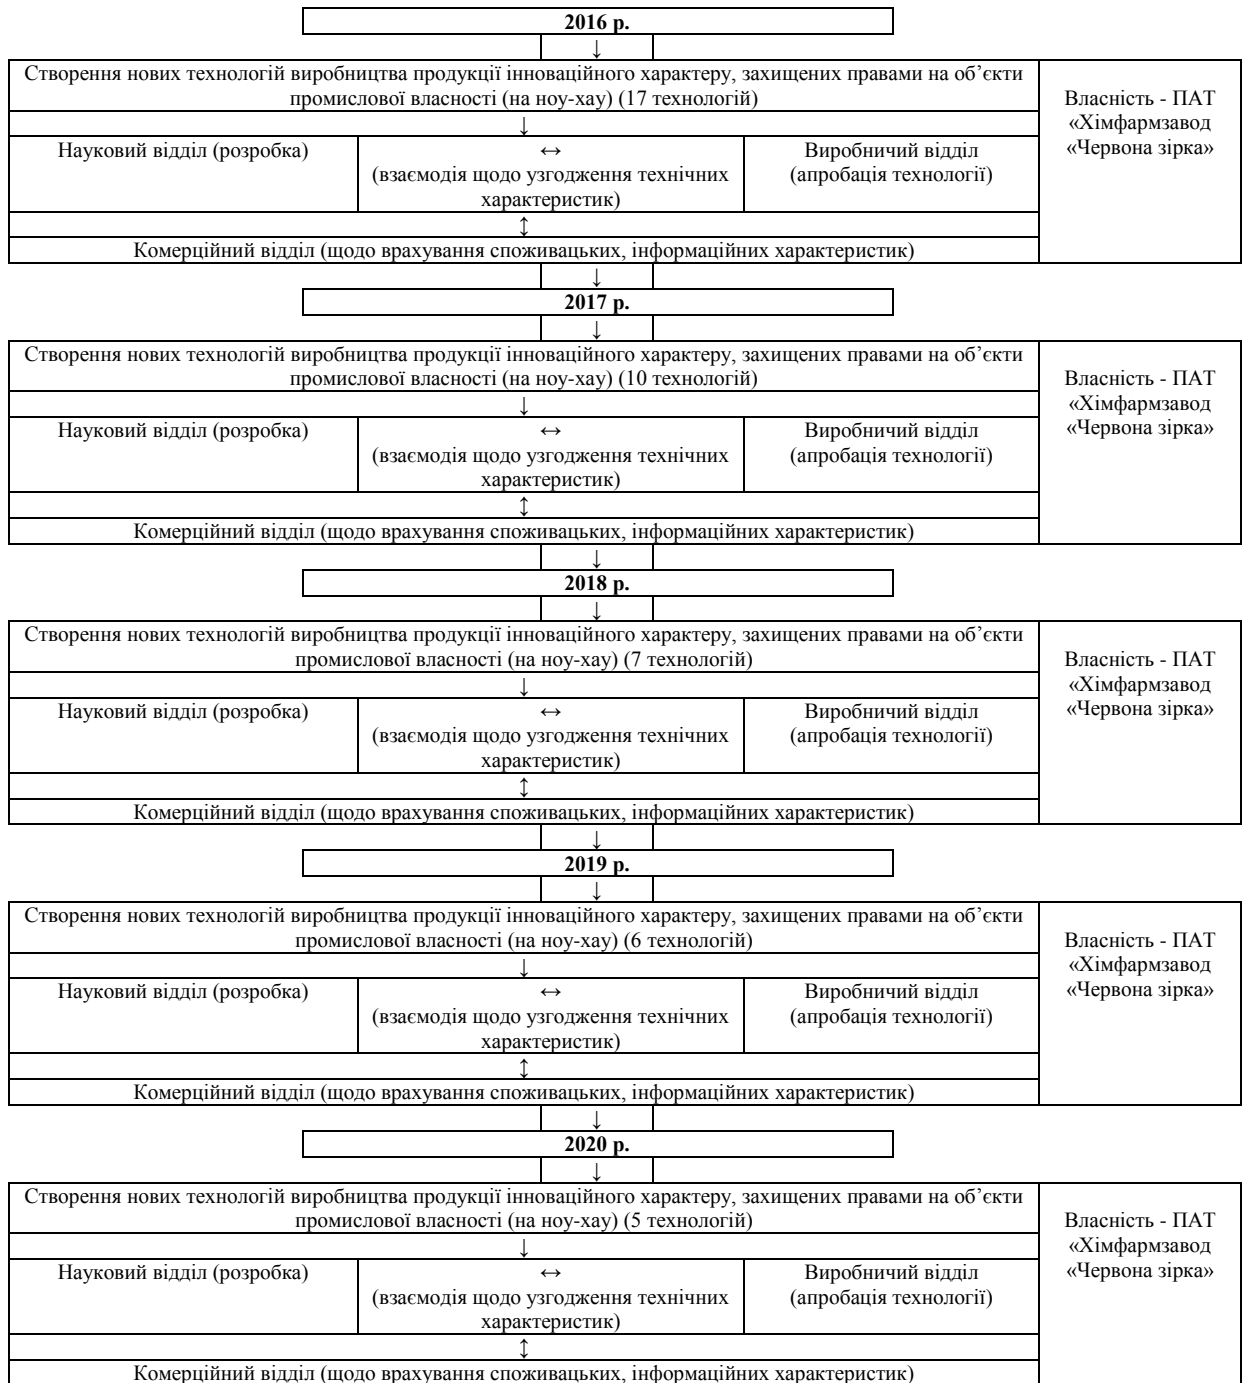 2016 р.
↓
Створення нових технологій виробництва продукції інноваційного характеру, захищених правами на об’єкти
промислової власності (на ноу-хау) (17 технологій)
Власність - ПАТ
«Хімфармзавод
«Червона зірка»
↓
Науковий відділ (розробка)
↔
(взаємодія щодо узгодження технічних
характеристик)
Виробничий відділ
(апробація технології)
↕
Комерційний відділ (щодо врахування споживацьких, інформаційних характеристик)
↓
2017 р.
↓
Створення нових технологій виробництва продукції інноваційного характеру, захищених правами на об’єкти
промислової власності (на ноу-хау) (10 технологій)
Власність - ПАТ
«Хімфармзавод
«Червона зірка»
↓
Науковий відділ (розробка)
↔
(взаємодія щодо узгодження технічних
характеристик)
Виробничий відділ
(апробація технології)
↕
Комерційний відділ (щодо врахування споживацьких, інформаційних характеристик)
↓
2018 р.
↓
Створення нових технологій виробництва продукції інноваційного характеру, захищених правами на об’єкти
промислової власності (на ноу-хау) (7 технологій)
Власність - ПАТ
«Хімфармзавод
«Червона зірка»
↓
Науковий відділ (розробка)
↔
(взаємодія щодо узгодження технічних
характеристик)
Виробничий відділ
(апробація технології)
↕
Комерційний відділ (щодо врахування споживацьких, інформаційних характеристик)
↓
2019 р.
↓
Створення нових технологій виробництва продукції інноваційного характеру, захищених правами на об’єкти
промислової власності (на ноу-хау) (6 технологій)
Власність - ПАТ
«Хімфармзавод
«Червона зірка»
↓
Науковий відділ (розробка)
↔
(взаємодія щодо узгодження технічних
характеристик)
Виробничий відділ
(апробація технології)
↕
Комерційний відділ (щодо врахування споживацьких, інформаційних характеристик)
↓
2020 р.
↓
Створення нових технологій виробництва продукції інноваційного характеру, захищених правами на об’єкти
промислової власності (на ноу-хау) (5 технологій)
Власність - ПАТ
«Хімфармзавод
«Червона зірка»
↓
Науковий відділ (розробка)
↔
(взаємодія щодо узгодження технічних
характеристик)
Виробничий відділ
(апробація технології)
↕
Комерційний відділ (щодо врахування споживацьких, інформаційних характеристик)